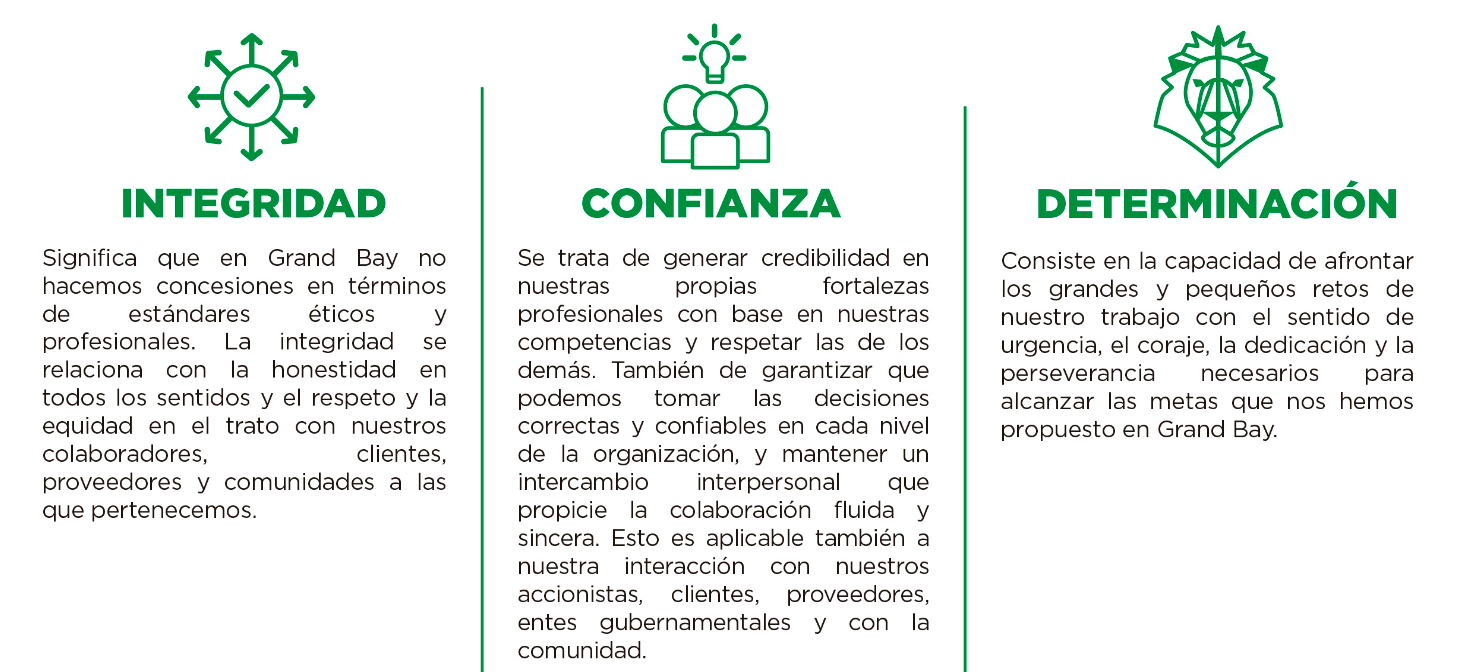 INTEGRIDAD
Significa que en Grand Bay no
hacemos concesiones en términos
de estándares éticos y
profesionales. La integridad se
relaciona con la honestidad en
todos los sentidos y el respeto y la
equidad en el trato con nuestros
colaboradores, clientes,
proveedores y comunidades a las
que pertenecemos.
CONFIANZA
Se trata de generar credibilidad en
nuestras propias fortalezas
profesionales con base en nuestras
competencias y respetar las de los
demás. También de garantizar que
podemos tomar las decisiones
correctas y confiables en cada nivel
de la organización, y mantener un
intercambio interpersonal que
propicie la colaboración fluida y
sincera. Esto es aplicable también a
nuestra interacción con nuestros
accionistas, clientes, proveedores,
entes gubernamentales y con la
comunidad.
DETERMINACIÓN
Consiste en la capacidad de afrontar
los grandes y pequeños retos de
nuestro trabajo con el sentido de
urgencia, el coraje, la dedicación y la
perseverancia necesarios para
alcanzar las metas que nos hemos
propuesto en Grand Bay.